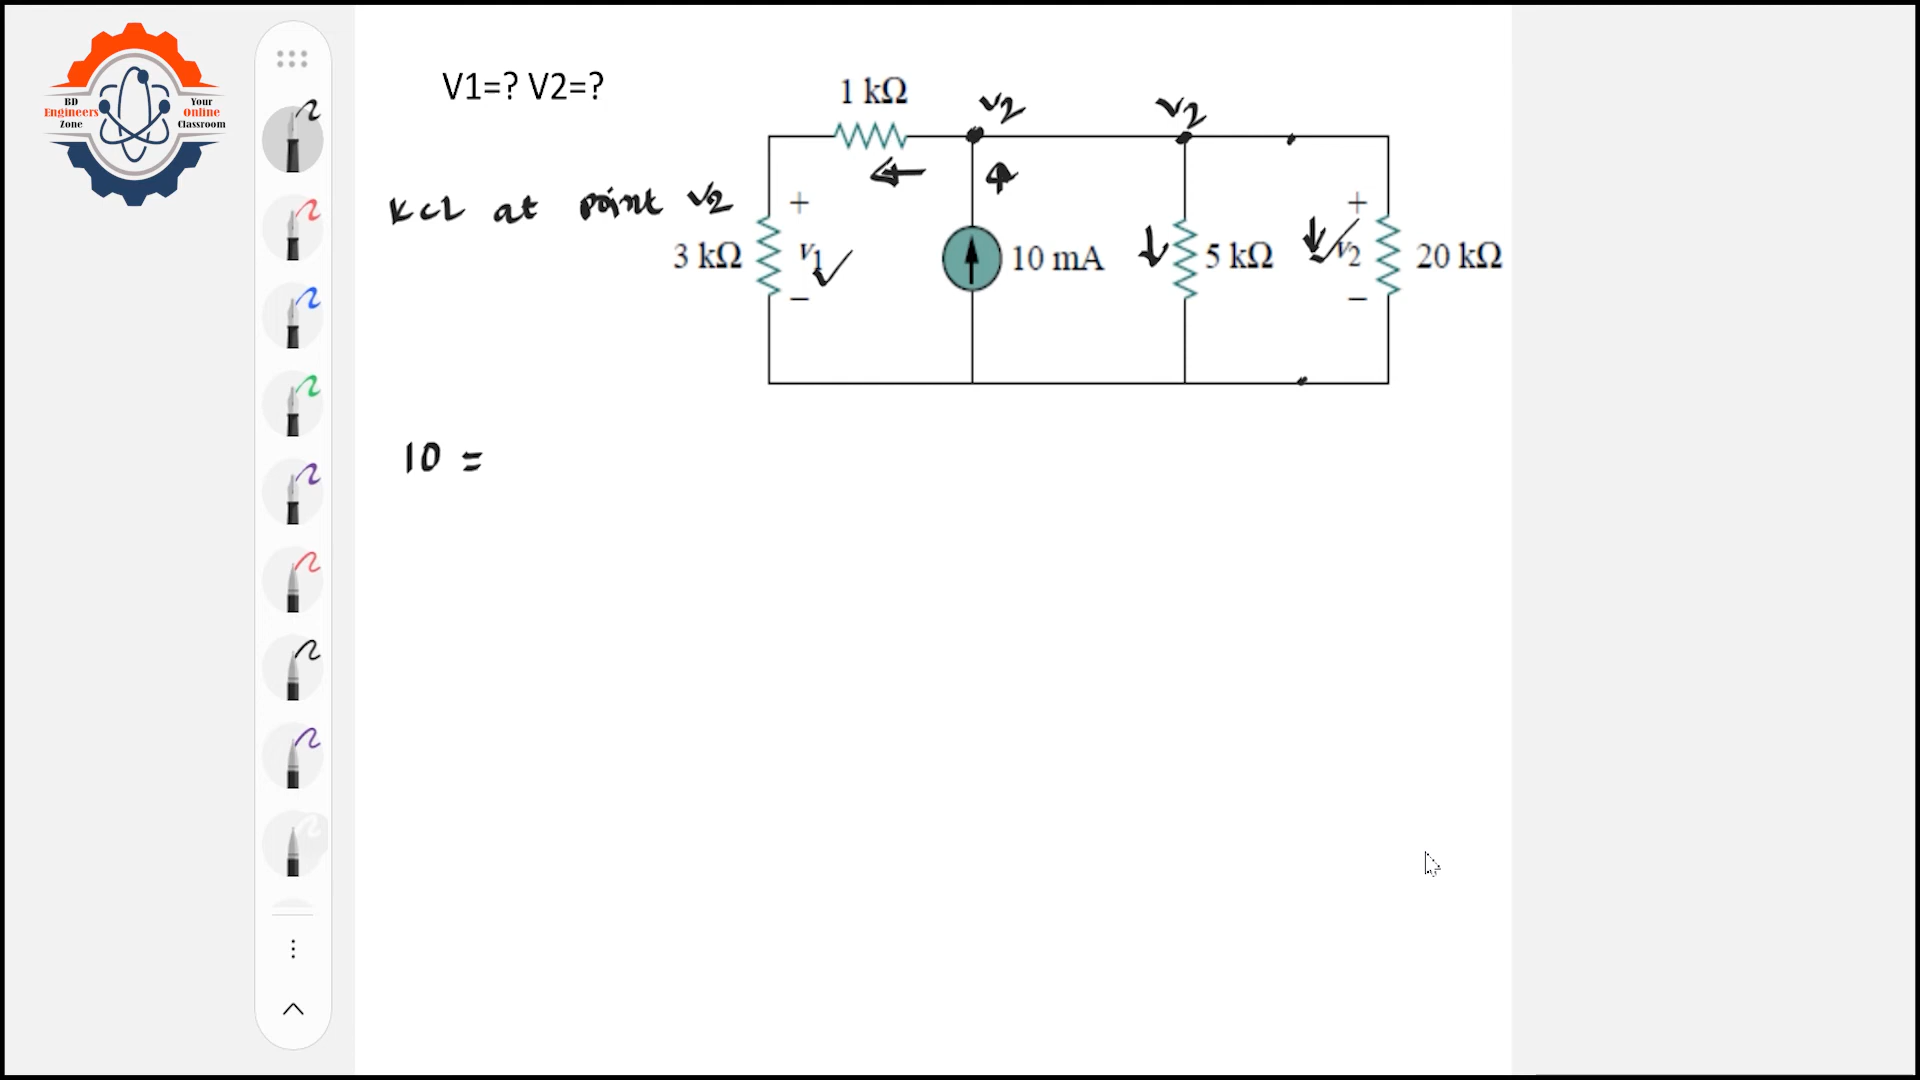 BD
Engineers
Zone
Your
Online
Classroom
V1=? V2=?
1 kΩ
v2
v2
KCL at point v2
+
+
3 kΩ
v1
10 mA
5 kΩ
v2
20 kΩ
−
−
10 =